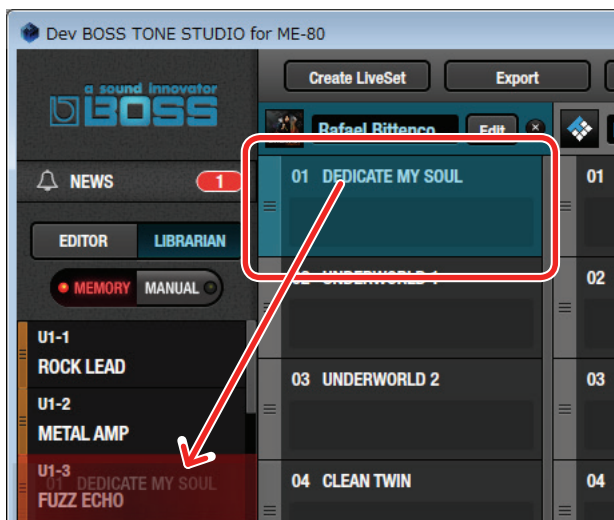 Dev BOSS TONE STUDIO for ME-80
a sound innovator
BOSS
Create LiveSet
Export
Rafael Bittenco
Edit
NEWS
1
EDITOR
LIBRARIAN
MEMORY
MANUAL
U1-1
ROCK LEAD
U1-2
METAL AMP
U1-3
01 DEDICATE MY SOUL
FUZZ ECHO
01 DEDICATE MY SOUL
02 UNDERWORLD 1
03 UNDERWORLD 2
04 CLEAN TWIN
01
02
03
04